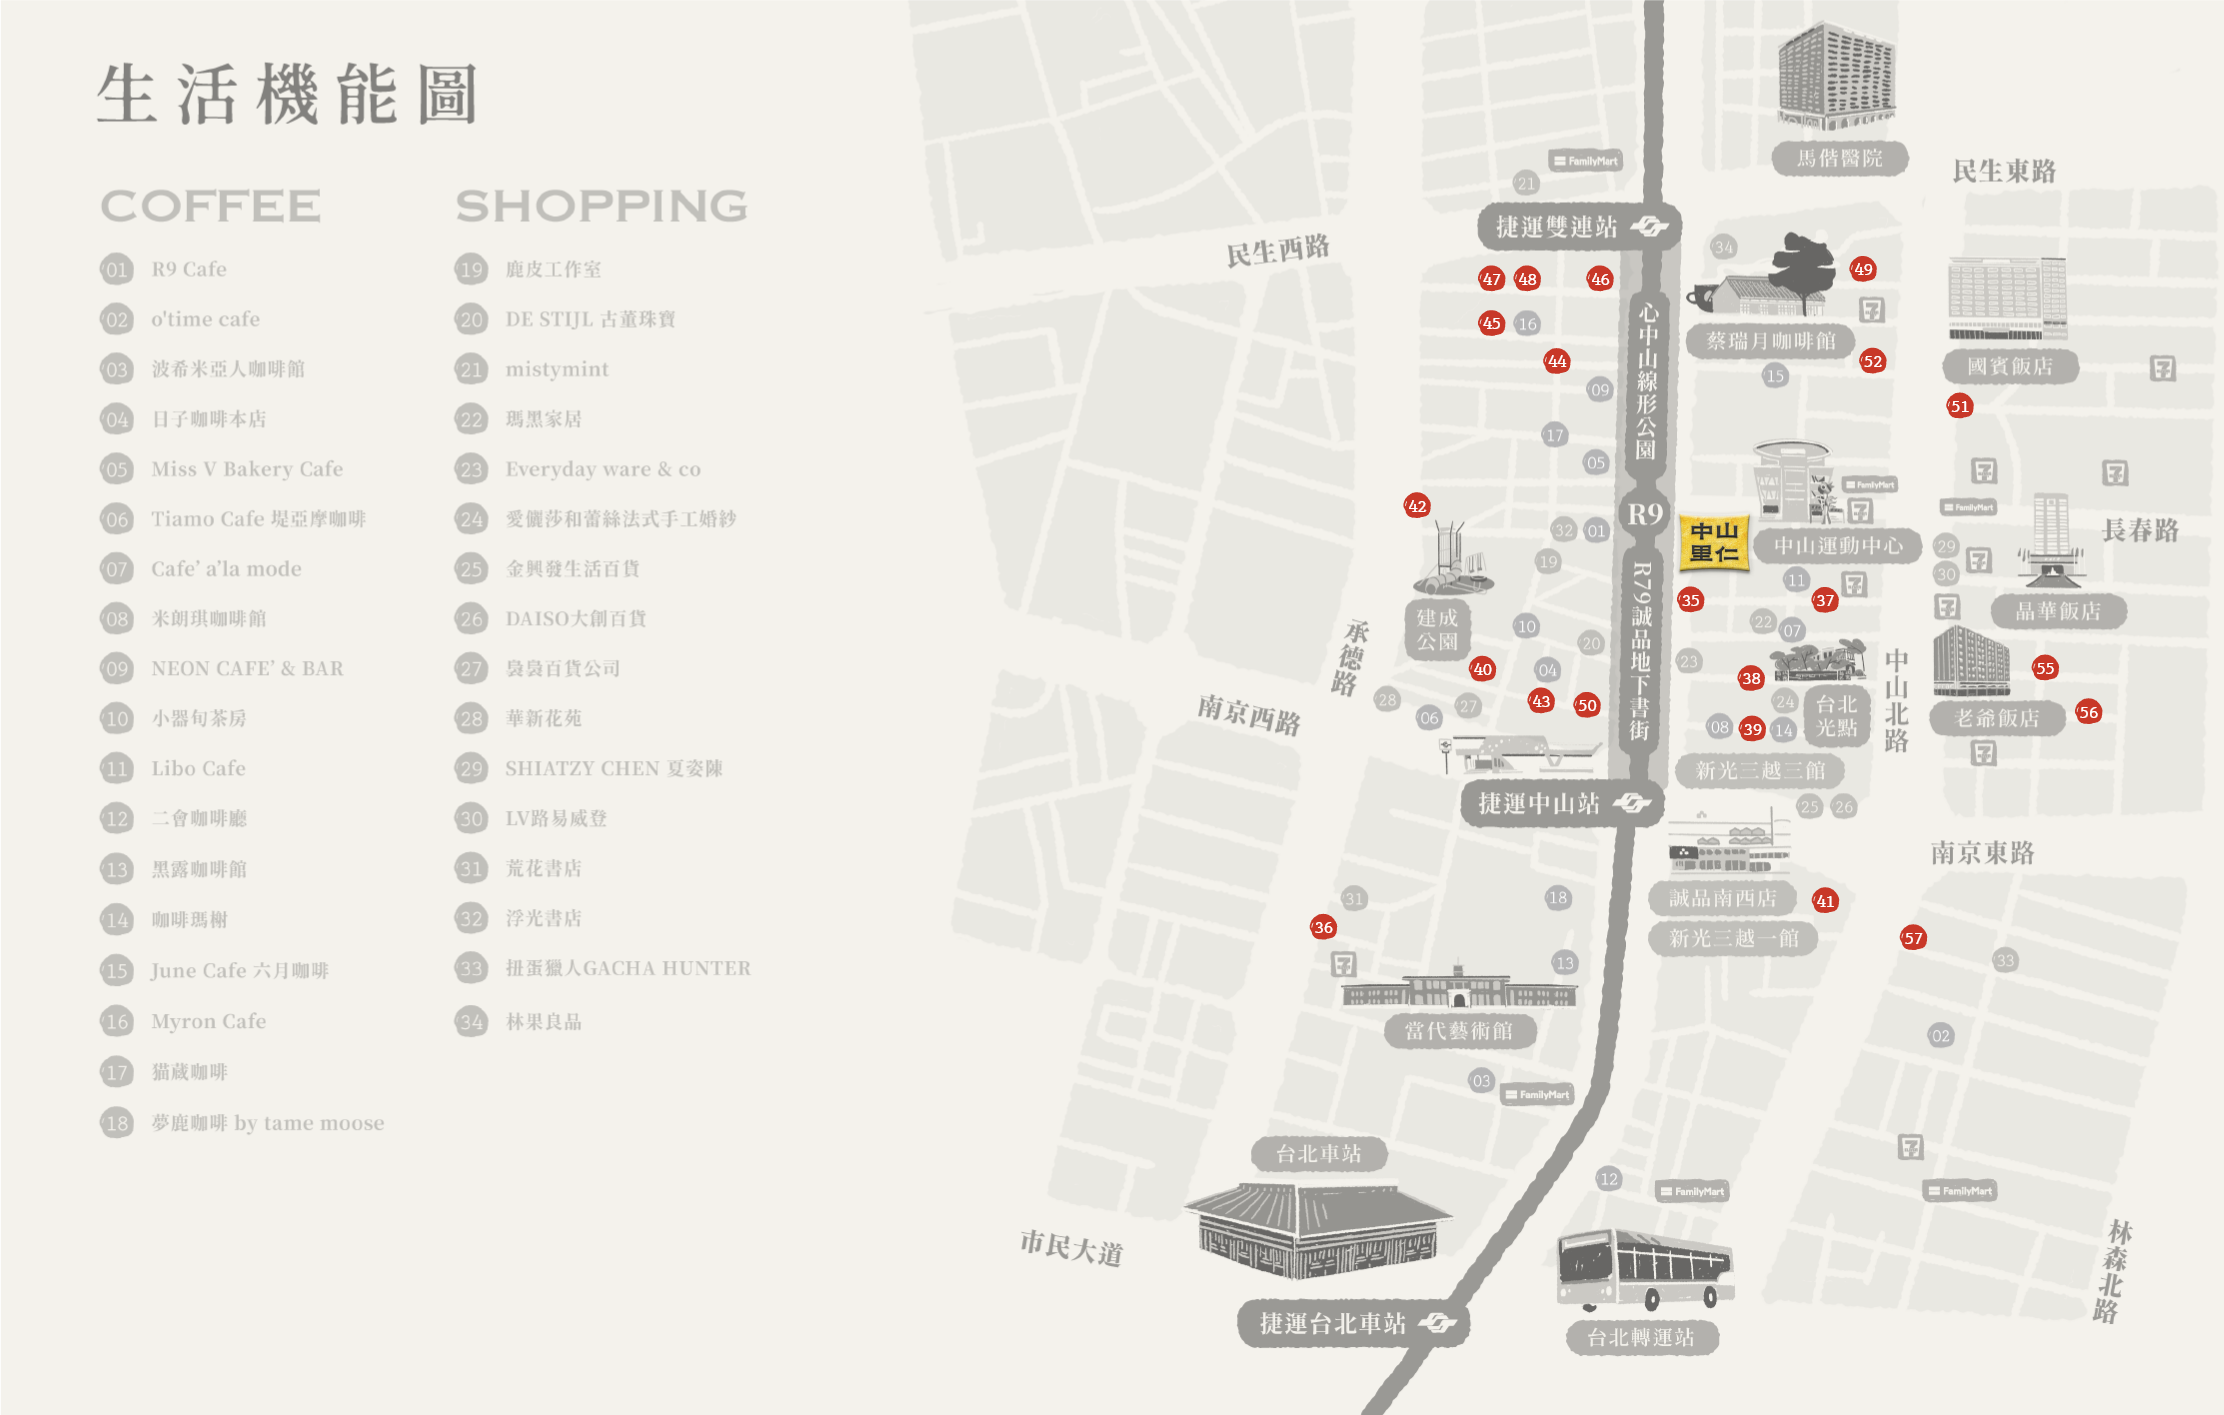 生活機能圖
COFFEE
01 R9 Cafe
02 o'time cafe
03 波希米亞人咖啡館
04 日子咖啡本店
05 Miss V Bakery Cafe
06 Tiamo Cafe 堤亞摩咖啡
07 Cafe’ a’la mode
08 米朗琪咖啡館
09 NEON CAFE’ & BAR
10 小器旬茶房
11 Libo Cafe
12 二會咖啡廳
13 黑露咖啡館
14 咖啡瑪榭
15 June Cafe 六月咖啡
16 Myron Cafe
17 猫蔵咖啡
18 夢鹿咖啡 by tame moose
SHOPPING
19 鹿皮工作室
20 DE STIJL 古董珠寶
21 mistymint
22 瑪黑家居
23 Everyday ware & co
24 愛儷莎和蕾絲法式手工婚紗
25 金興發生活百貨
26 DAISO大創百貨
27 裊裊百貨公司
28 華新花苑
29 SHIATZY CHEN 夏姿陳
30 LV路易威登
31 荒花書店
32 浮光書店
33 扭蛋獵人GACHA HUNTER
34 林果良品
馬偕醫院
FamilyMart
21
民生東路
捷運雙連站
民生西路
34
47
48
46
49
45
16
心中山線形公園
蔡瑞月咖啡館
國賓飯店
44
52
15
09
51
17
05
42
FamilyMart
FamilyMart
R9
32
01
中山
里仁
中山運動中心
長春路
29
19
30
11
35
37
晶華飯店
建成
公園
10
22
07
R79誠品地下書街
20
承德路
40
04
23
38
中山北路
55
28
06
27
43
50
24
台北
光點
老爺飯店
56
南京西路
08
39
14
新光三越三館
捷運中山站
25
26
南京東路
31
18
誠品南西店
41
36
新光三越一館
57
13
33
當代藝術館
02
03
FamilyMart
台北車站
12
FamilyMart
FamilyMart
市民大道
林森北路
捷運台北車站
台北轉運站